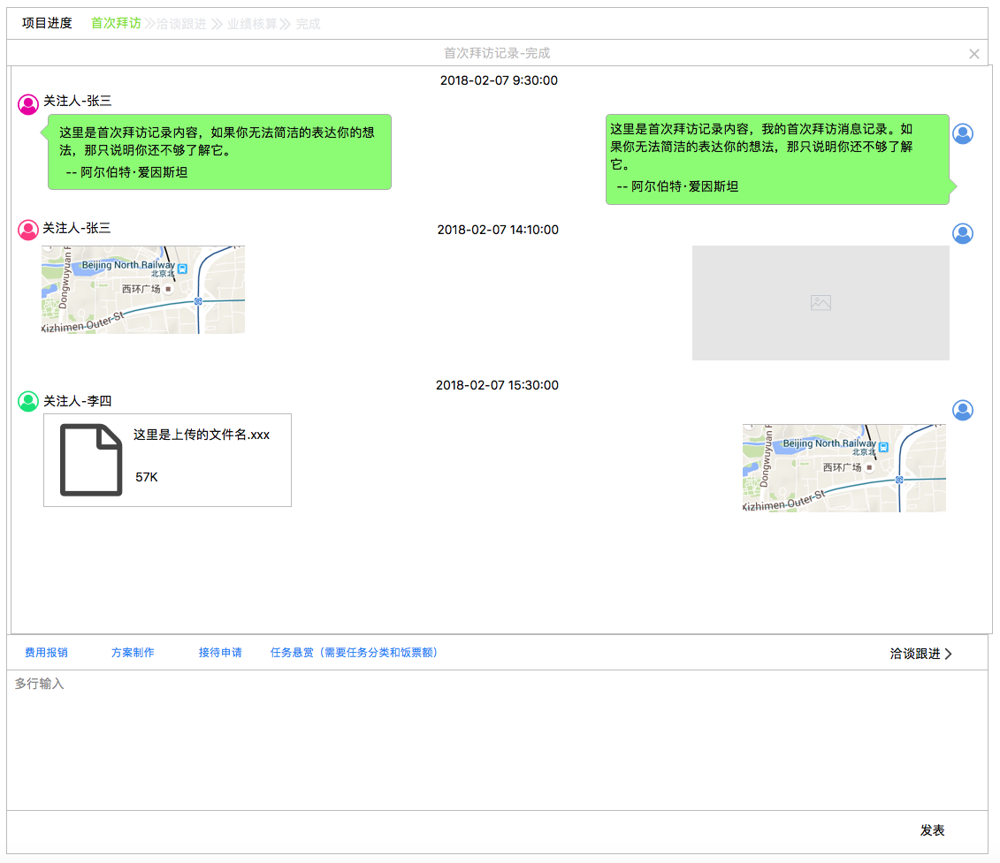 项目进度 首次拜访 洽谈跟进 业绩核算 完成
首次拜访记录-完成
2018-02-07 9:30:00
关注人-张三
这里是首次拜访记录内容，如果你无法简洁的表达你的想
法，那只说明你还不够了解它。
-- 阿尔伯特·爱因斯坦
这里是首次拜访记录内容，我的首次拜访消息记录。如
果你无法简洁的表达你的想法，那只说明你还不够了解
它。
-- 阿尔伯特·爱因斯坦
关注人-张三
2018-02-07 14:10:00
Dongwuyuan
Beijing North Railway
北京北
西环广场
Xizhimen Outer St
2018-02-07 15:30:00
关注人-李四
这里是上传的文件名.xxx
57K
Dongwuyuan
Beijing North Railway
北京北
西环广场
Xizhimen Outer St
费用报销 方案制作 接待申请 任务悬赏（需要任务分类和饭票额） 洽谈跟进
多行输入
发表